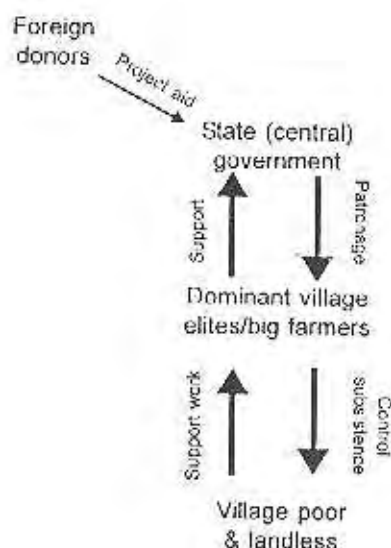 Foreign
donors
Project aid
State (central)
government
Support
Patronage
Dominant village
elites/big farmers
Support work
Control
subsistence
Village poor
& landless